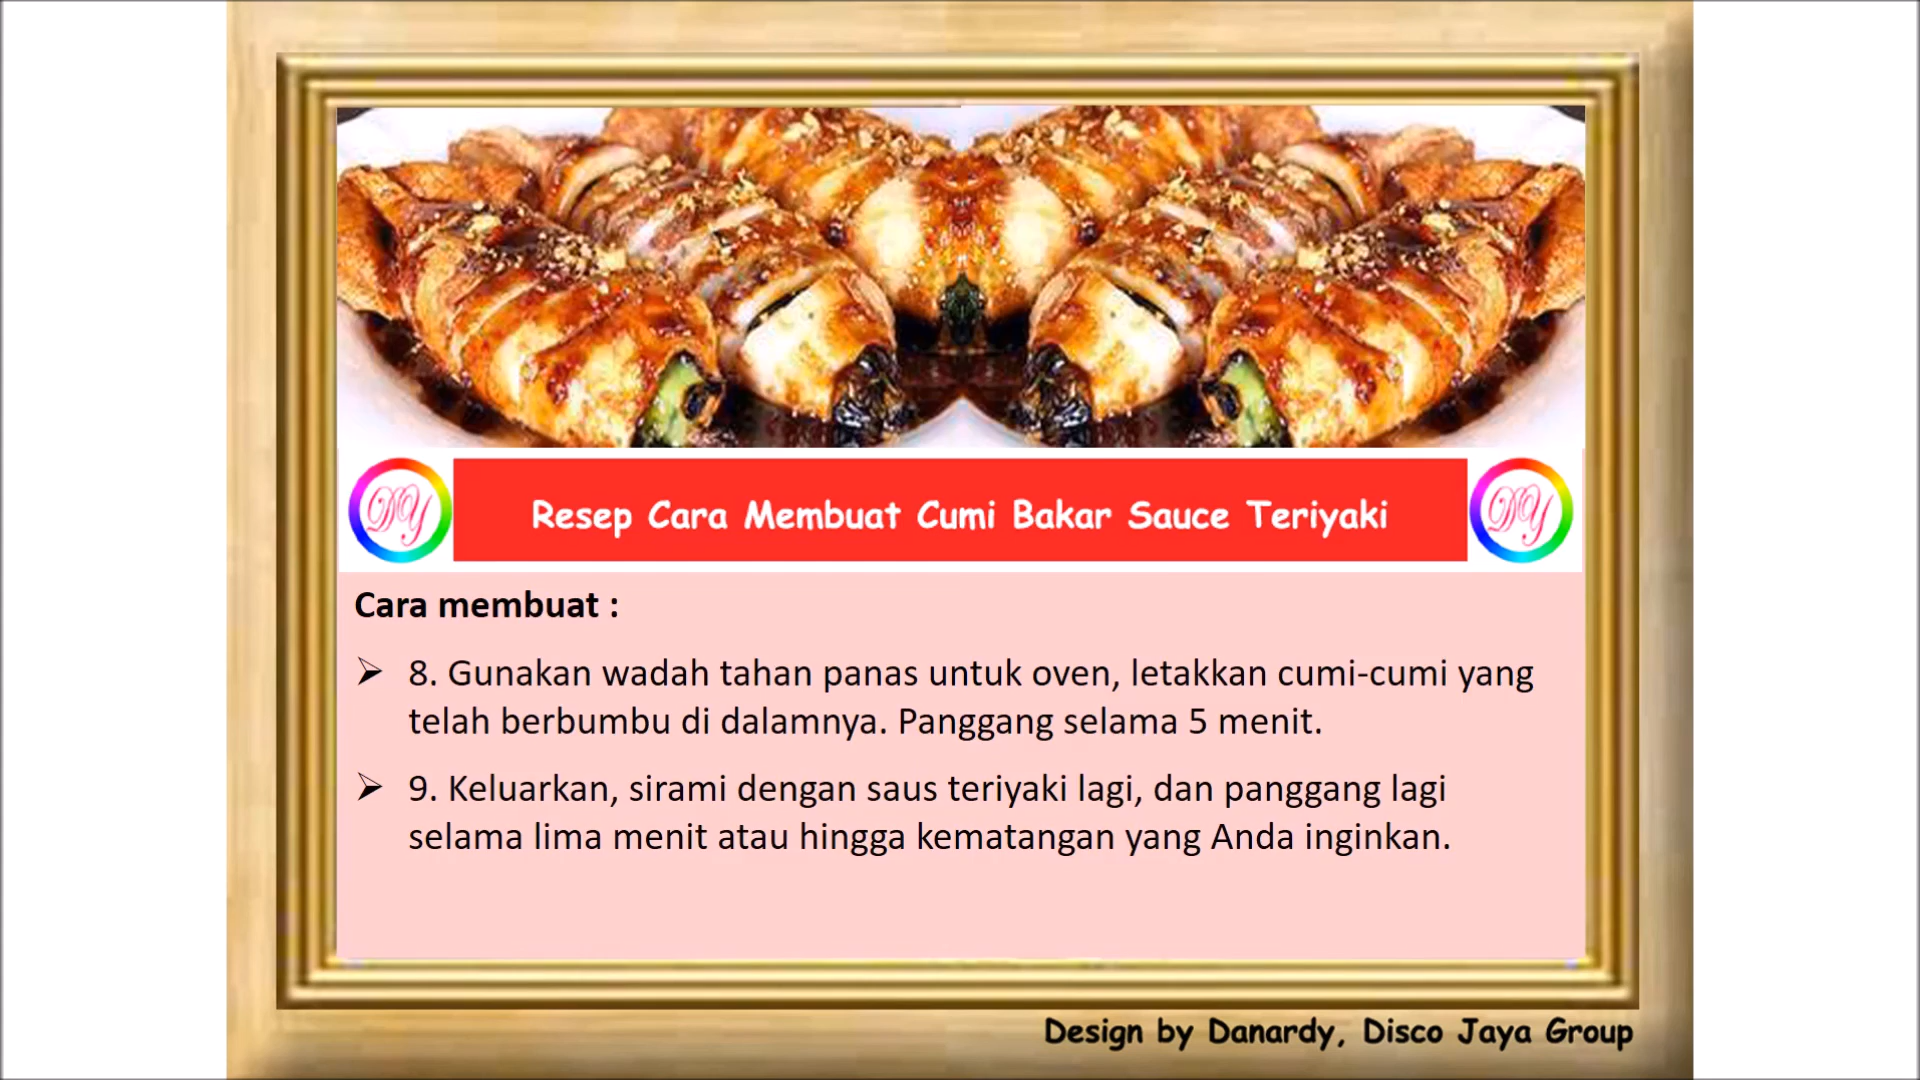 Resep Cara Membuat Cumi Bakar Sauce Teriyaki
DY
DY
Cara membuat :
8. Gunakan wadah tahan panas untuk oven, letakkan cumi-cumi yang
telah berbumbu di dalamnya. Panggang selama 5 menit.
9. Keluarkan, sirami dengan saus teriyaki lagi, dan panggang lagi
selama lima menit atau hingga kematangan yang Anda inginkan.
Design by Danardy, Disco Jaya Group